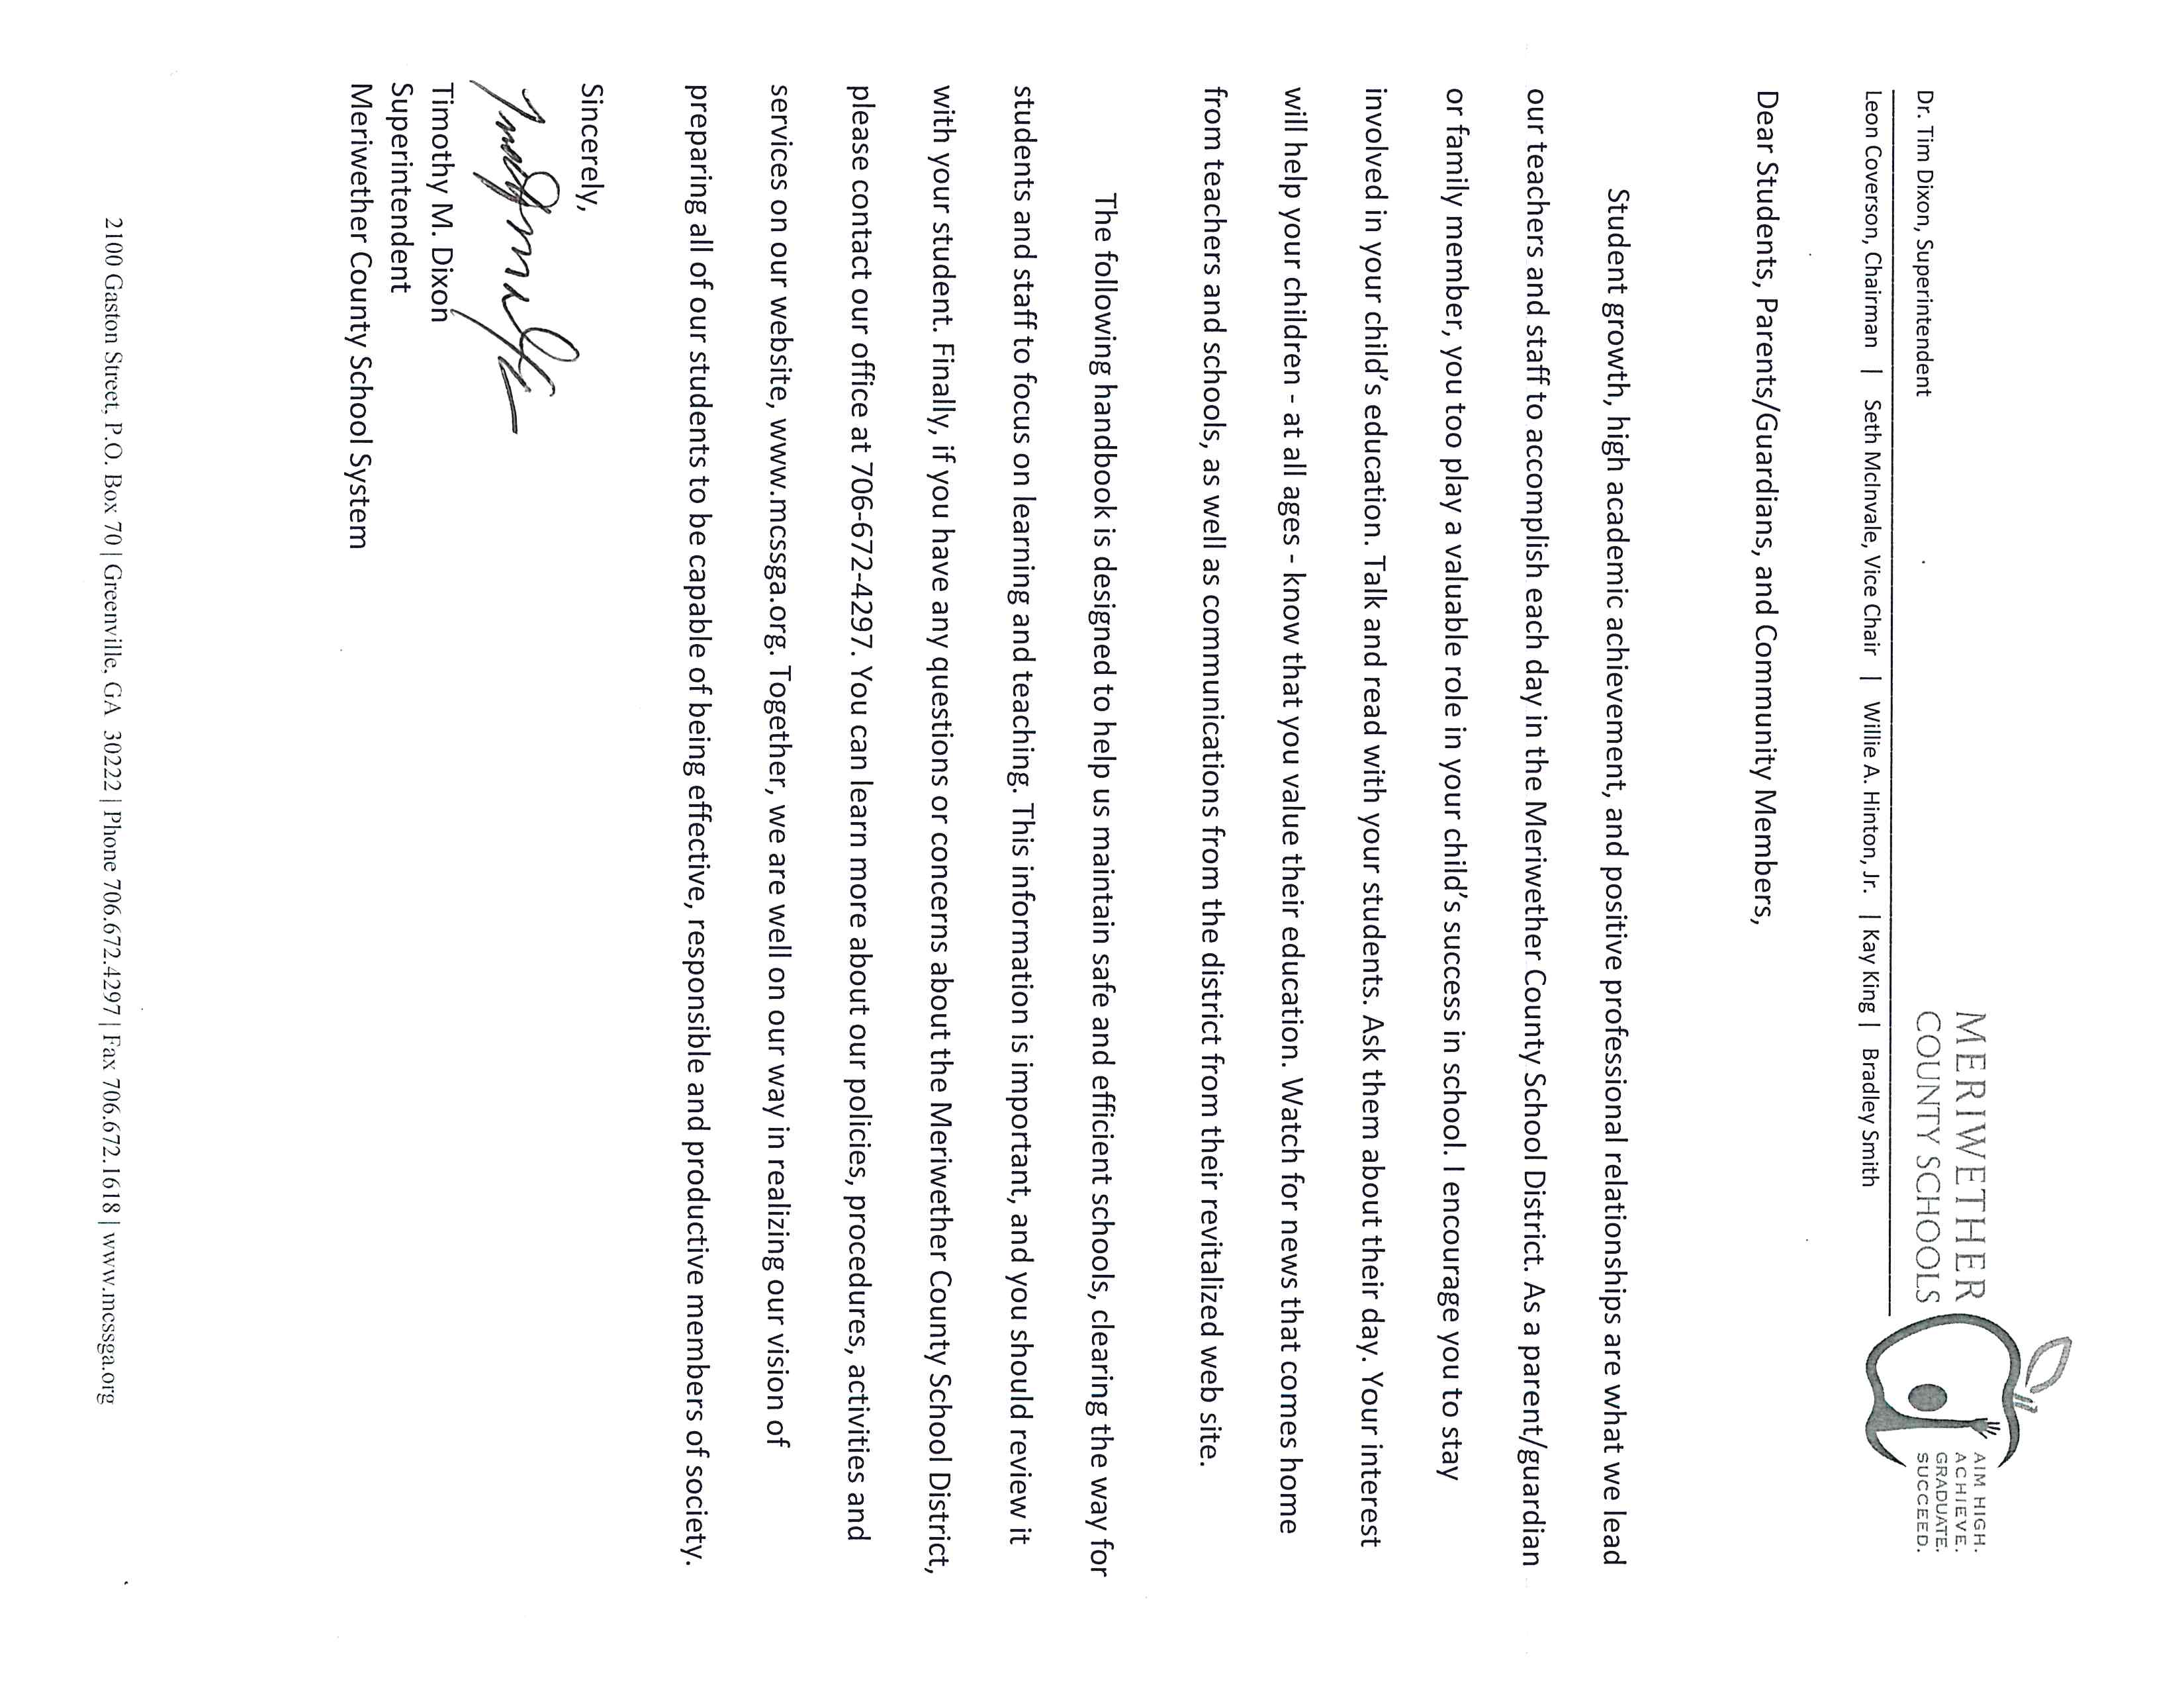 MERIWETHER
COUNTY SCHOOLS
AIM HIGH.
ACHIEVE.
GRADUATE.
SUCCEED.
Dr. Tim Dixon, Superintendent
Leon Coverson, Chairman | Seth McInvale, Vice Chair | Willie A. Hinton, Jr. | Kay King | Bradley Smith
Dear Students, Parents/Guardians, and Community Members,
Student growth, high academic achievement, and positive professional relationships are what we lead
our teachers and staff to accomplish each day in the Meriwether County School District. As a parent/guardian
or family member, you too play a valuable role in your child's success in school. I encourage you to stay
involved in your child's education. Talk and read with your students. Ask them about their day. Your interest
will help your children - at all ages - know that you value their education. Watch for news that comes home
from teachers and schools, as well as communications from the district from their revitalized web site.
The following handbook is designed to help us maintain safe and efficient schools, clearing the way for
students and staff to focus on learning and teaching. This information is important, and you should review it
with your student. Finally, if you have any questions or concerns about the Meriwether County School District,
please contact our office at 706-672-4297. You can learn more about our policies, procedures, activities and
services on our website, www.mcssga.org. Together, we are well on our way in realizing our vision of
preparing all of our students to be capable of being effective, responsible and productive members of society.
Sincerely,
Timothy M. Dixon
Superintendent
Meriwether County School System
2100 Gaston Street, P.O. Box 70 | Greenville, GA 30222 | Phone 706.672.4297 | Fax 706.672.1618 | www.mcssga.org